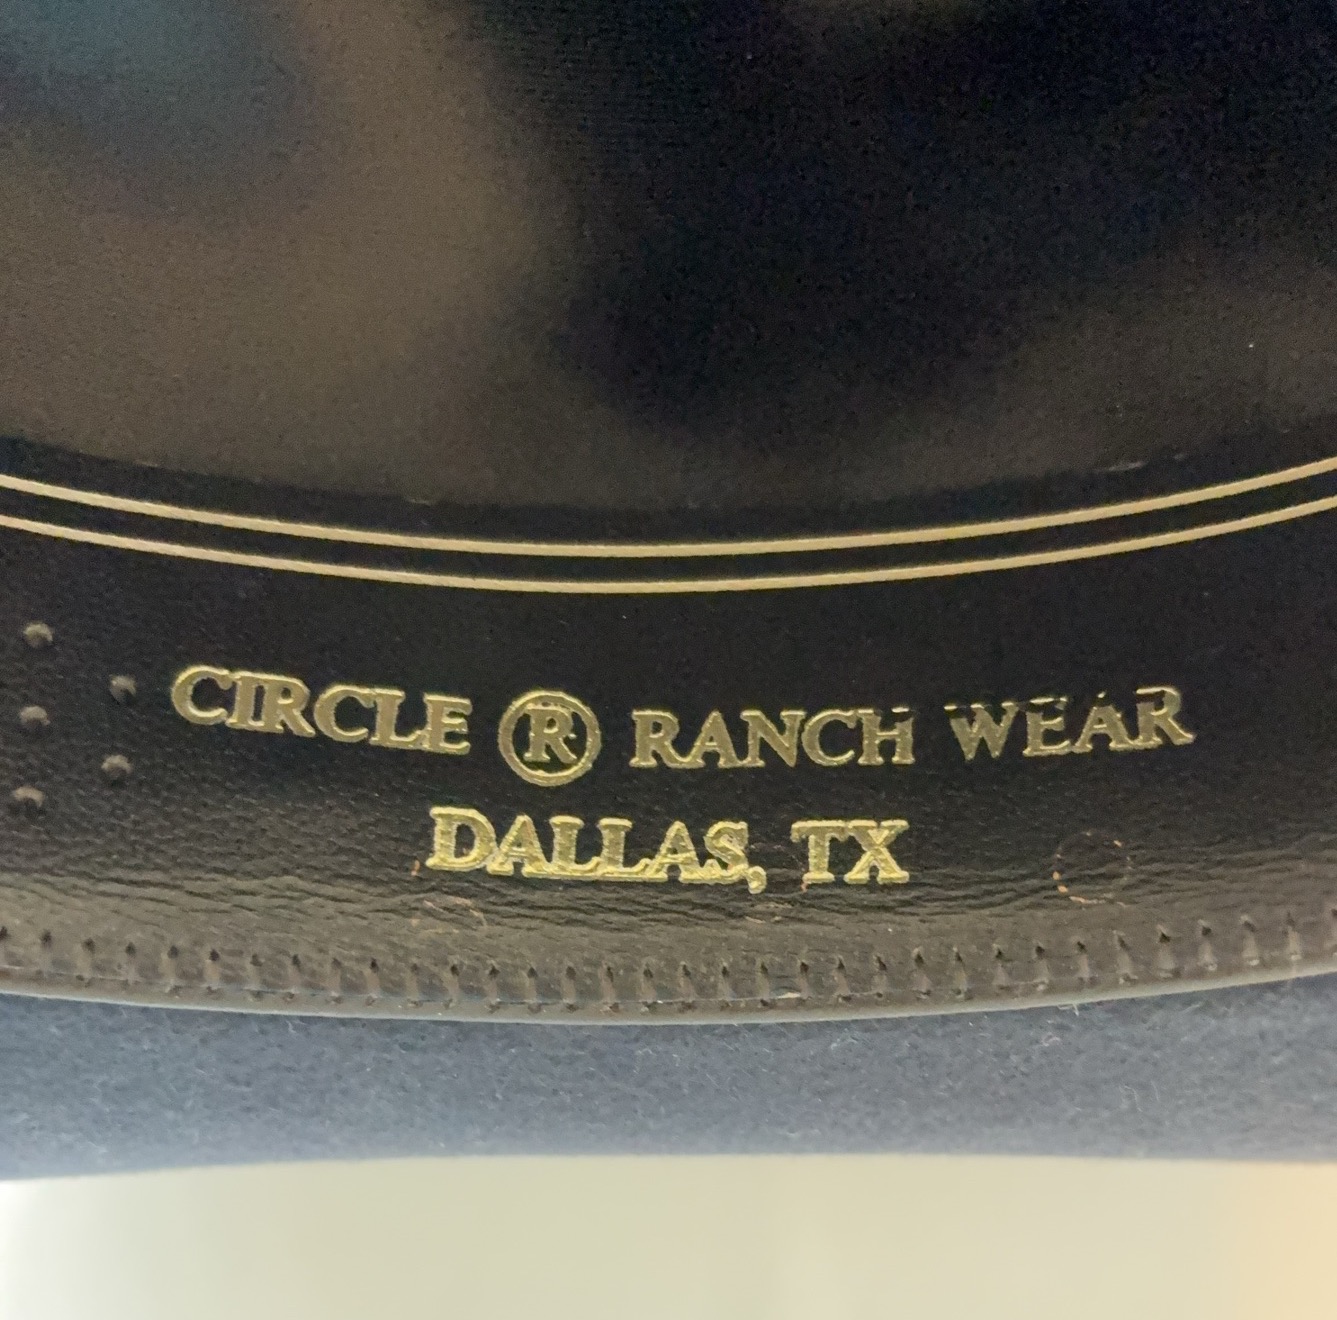 CIRCLE ® RANCH WEAR
DALLAS, TX